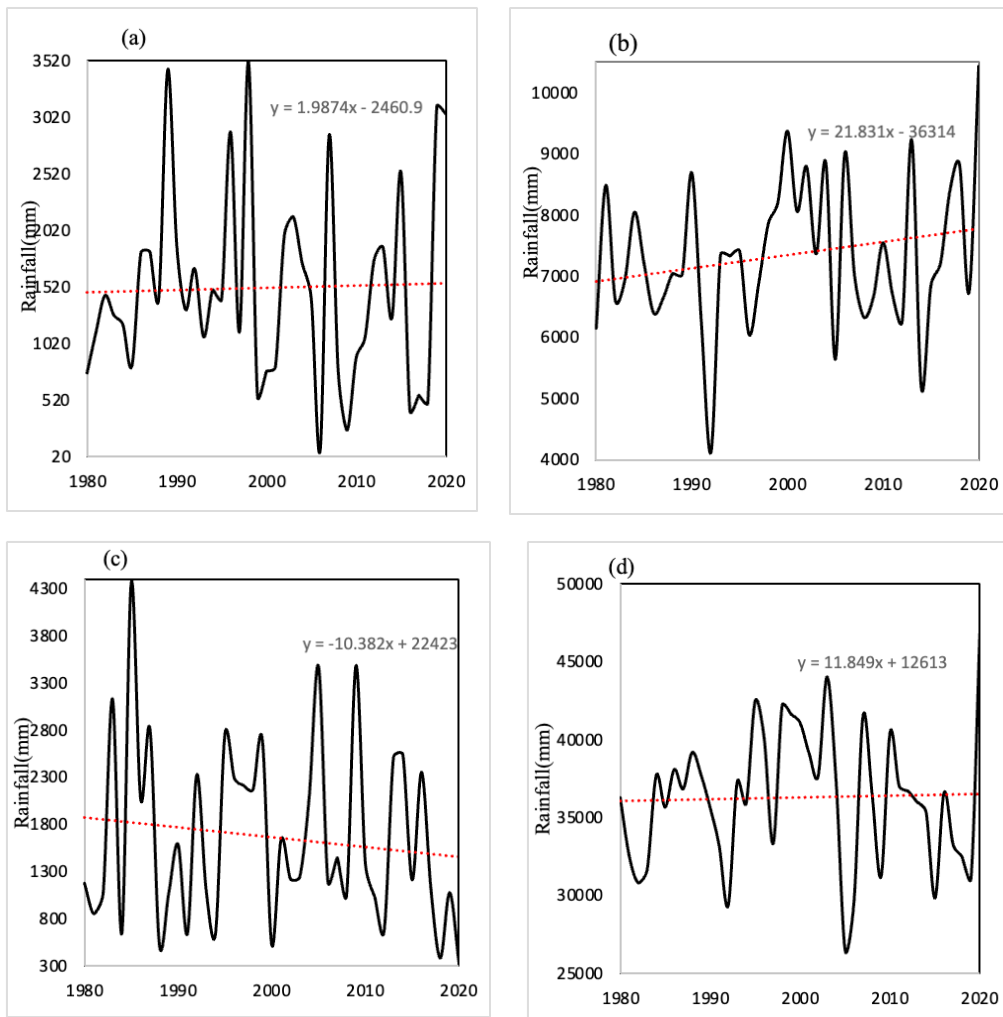 (a)
3520
3020
2520
2020
1520
1020
520
20
Rainfall(mm)
y = 1.9874x - 2460.9
1980 1990 2000 2010 2020
(b)
10000
9000
8000
7000
6000
5000
4000
Rainfall(mm)
y = 21.831x - 36314
1980 1990 2000 2010 2020
(c)
4300
3800
3300
2800
2300
1800
1300
800
300
Rainfall(mm)
y = -10.382x + 22423
1980 1990 2000 2010 2020
(d)
50000
45000
40000
35000
30000
25000
Rainfall(mm)
y = 11.849x + 12613
1980 1990 2000 2010 2020